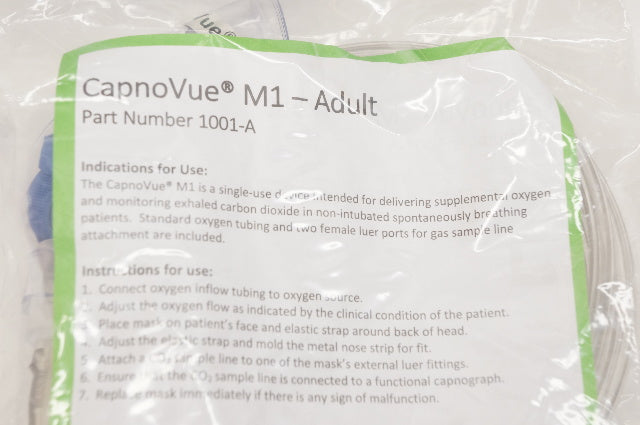 ue®
CapnoVue® M1 – Adult
Part Number 1001-A
Indications for Use:
The CapnoVue® M1 is a single-use device intended for delivering supplemental oxygen
and monitoring exhaled carbon dioxide in non-intubated spontaneously breathing
patients. Standard oxygen tubing and two female luer ports for gas sample line
attachment are included.
Instructions for use:
1. Connect oxygen inflow tubing to oxygen source.
2. Adjust the oxygen flow as indicated by the clinical condition of the patient.
3. Place mask on patient's face and elastic strap around back of head.
4. Adjust the elastic strap and mold the metal nose strip for fit.
5. Attach a CO₂ sample line to one of the mask's external luer fittings.
6. Ensure that the CO₂ sample line is connected to a functional capnograph.
7. Replace mask immediately if there is any sign of malfunction.